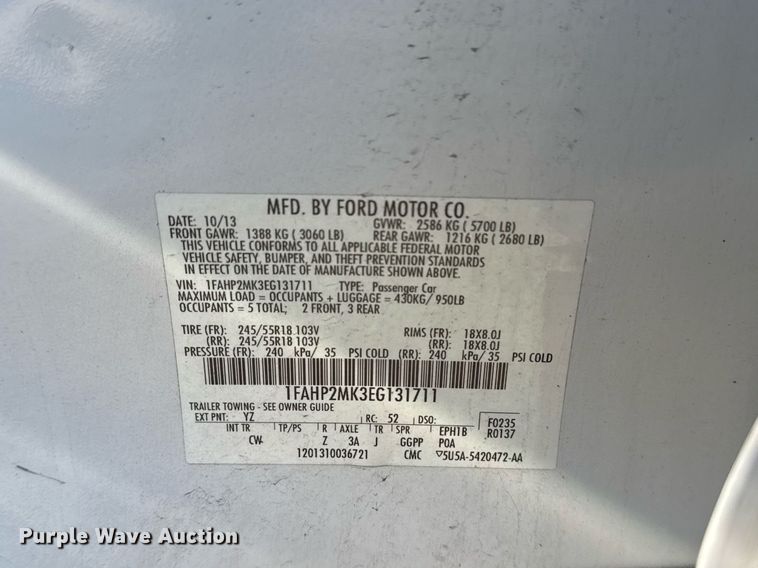 MFD. BY FORD MOTOR CO.
DATE: 10/13 GVWR: 2586 KG ( 5700 LB)
FRONT GAWR: 1388 KG ( 3060 LB) REAR GAWR: 1216 KG ( 2680 LB)
THIS VEHICLE CONFORMS TO ALL APPLICABLE FEDERAL MOTOR
VEHICLE SAFETY, BUMPER, AND THEFT PREVENTION STANDARDS
IN EFFECT ON THE DATE OF MANUFACTURE SHOWN ABOVE.
VIN: 1FAHP2MK3EG131711 TYPE: Passenger Car
MAXIMUM LOAD = OCCUPANTS + LUGGAGE = 430KG/ 950LB
OCCUPANTS = 5 TOTAL; 2 FRONT, 3 REAR
TIRE (FR): 245/55R18 103V RIMS (FR): 18X8.0J
(RR): 245/55R18 103V (RR): 18X8.0J
PRESSURE (FR): 240 kPa/ 35 PSI COLD (RR): 240 kPa/ 35 PSI COLD
1FAHP2MK3EG131711
TRAILER TOWING - SEE OWNER GUIDE
EXT PNT: YZ RC: 52 DSO: F0235
INT TR TP/PS R AXLE TR SPR EPH1B R0137
CW Z 3A J GGPP POA
1201310036721 CMC ▽5U5A-5420472-AA
Purple Wave Auction®